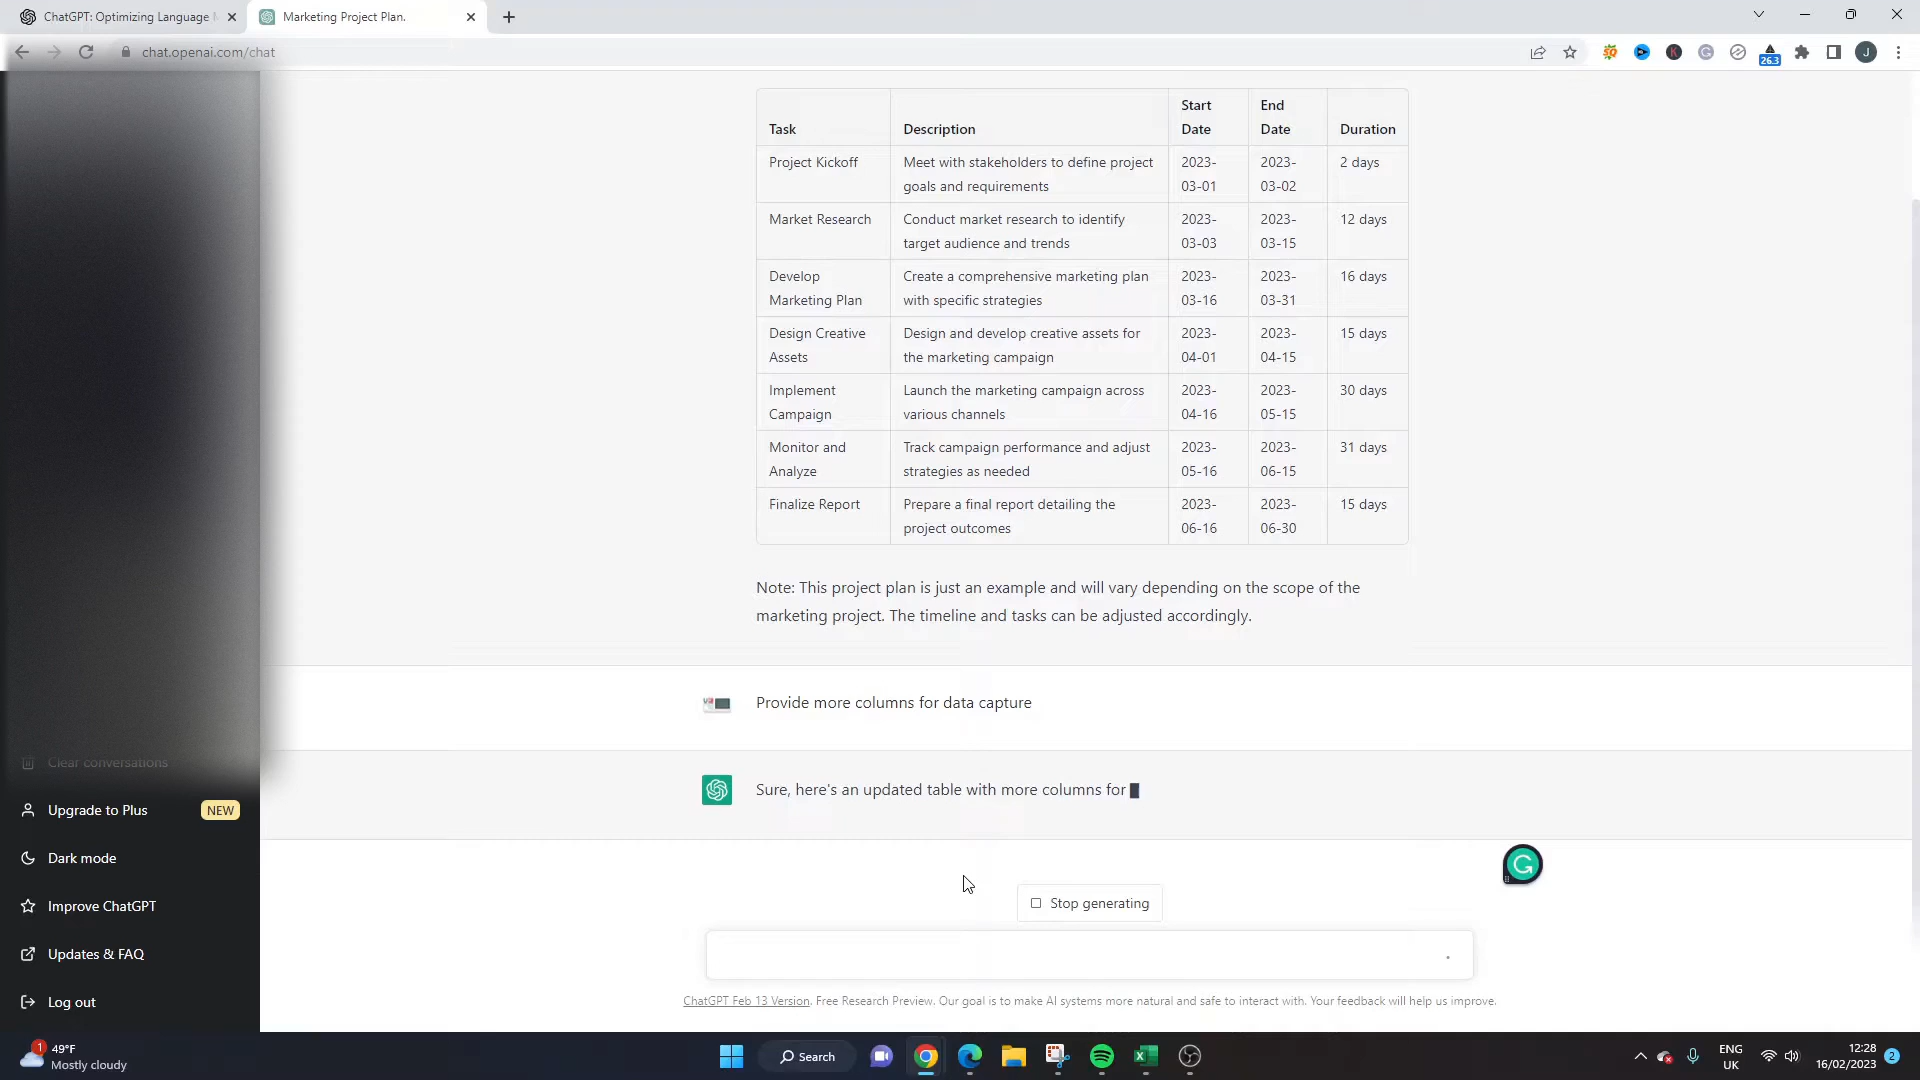 ChatGPT: Optimizing Language
Marketing Project Plan.
chat.openai.com/chat
26.3
J
Task
Description
Start
Date
End
Date
Duration
Project Kickoff
Meet with stakeholders to define project
goals and requirements
2023-
03-01
2023-
03-02
2 days
Market Research
Conduct market research to identify
target audience and trends
2023-
03-03
2023-
03-15
12 days
Develop
Marketing Plan
Create a comprehensive marketing plan
with specific strategies
2023-
03-16
2023-
03-31
16 days
Design Creative
Assets
Design and develop creative assets for
the marketing campaign
2023-
04-01
2023-
04-15
15 days
Implement
Campaign
Launch the marketing campaign across
various channels
2023-
04-16
2023-
05-15
30 days
Monitor and
Analyze
Track campaign performance and adjust
strategies as needed
2023-
05-16
2023-
06-15
31 days
Finalize Report
Prepare a final report detailing the
project outcomes
2023-
06-16
2023-
06-30
15 days
Note: This project plan is just an example and will vary depending on the scope of the
marketing project. The timeline and tasks can be adjusted accordingly.
Provide more columns for data capture
Sure, here's an updated table with more columns for
Clear conversations
Upgrade to Plus
NEW
Dark mode
Improve ChatGPT
Updates & FAQ
Log out
Stop generating
ChatGPT Feb 13 Version. Free Research Preview. Our goal is to make AI systems more natural and safe to interact with. Your feedback will help us improve.
1
49°F
Mostly cloudy
Search
ENG
UK
12:28
16/02/2023
2